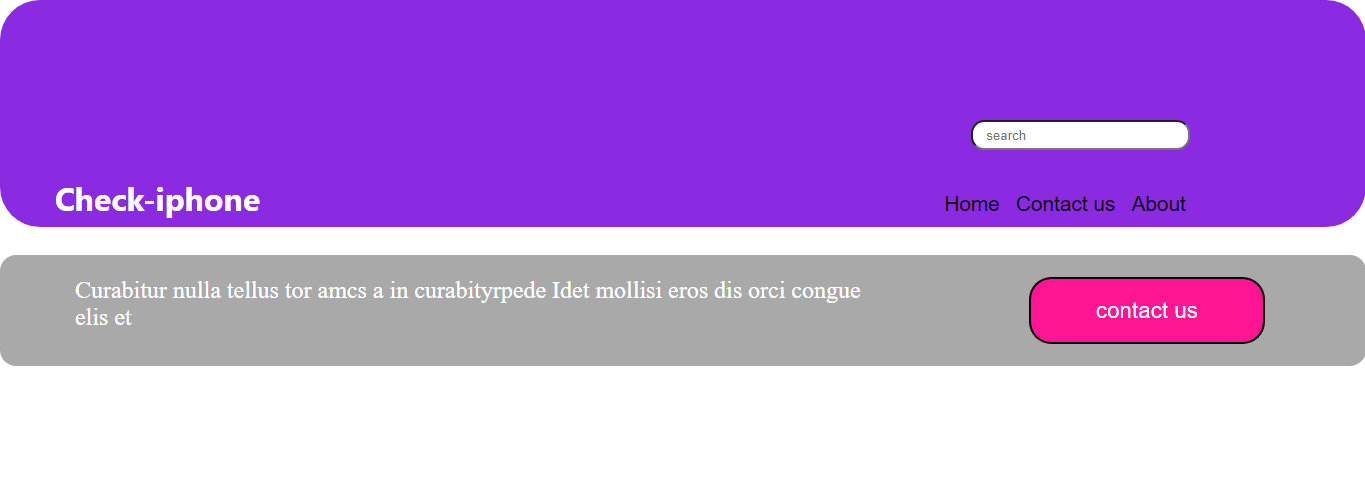 search
Check-iphone
Home Contact us About
Curabitur nulla tellus tor amcs a in curabityrpede Idet mollisi eros dis orci congue
elis et
contact us